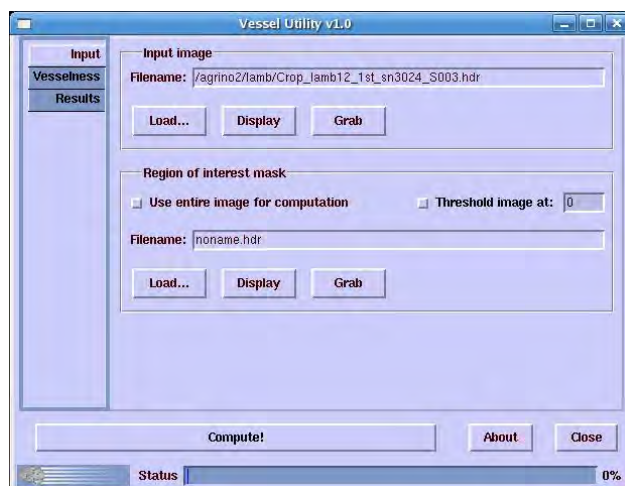 Vessel Utility v1.0
Input
Vesselness
Results
Input image
Filename: /agrino2/lamb/Crop_lamb12_1st_sn3024_S003.hdr
Load... Display Grab
Region of interest mask
Use entire image for computation Threshold image at: 0
Filename: noname.hdr
Load... Display Grab
Compute! About Close
Status 0%